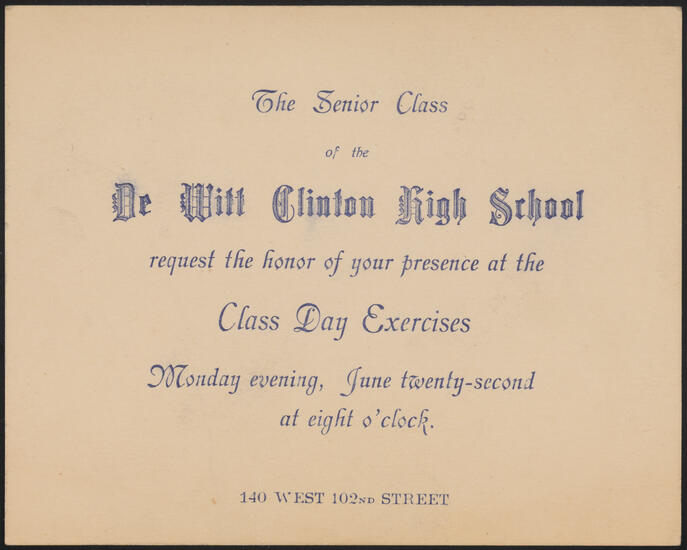 The Senior Class
of the
De Witt Clinton High School
request the honor of your presence at the
Class Day Exercises
Monday evening, June twenty-second
at eight o'clock.
140 WEST 102ND STREET